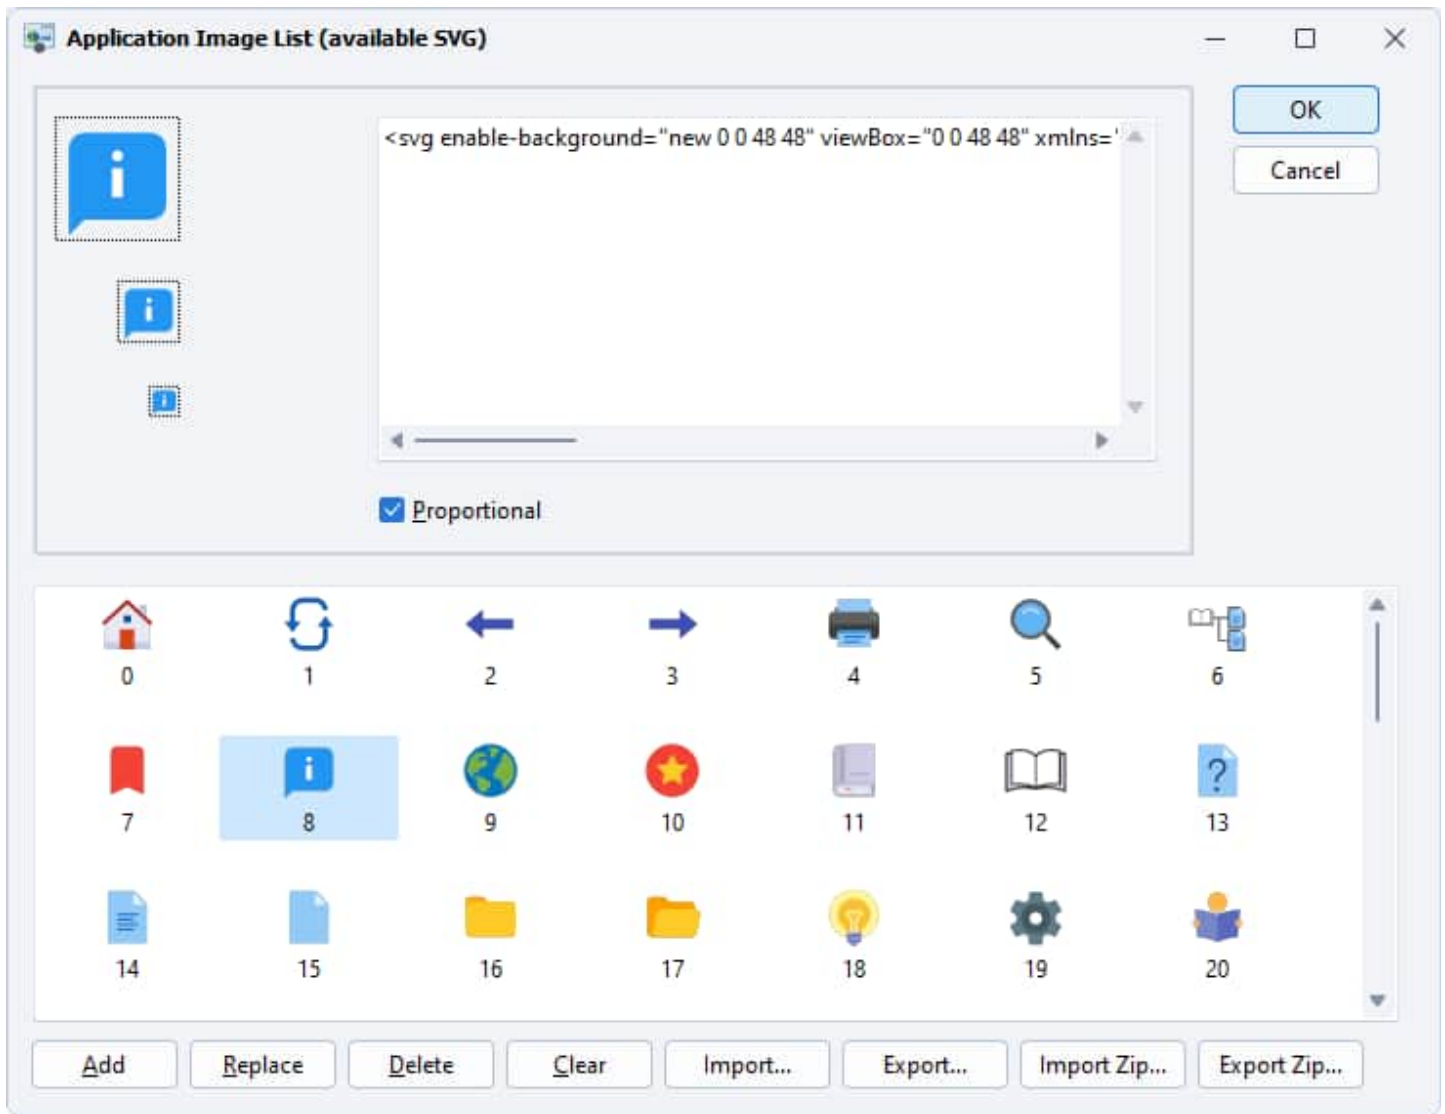 Application Image List (available SVG)
OK
<svg enable-background="new 0 0 48 48" viewBox="0 0 48 48" xmlns="
Cancel
Proportional
0 1 2 3 4 5 6
7 8 9 10 11 12 13
14 15 16 17 18 19 20
Add Replace Delete Clear Import... Export... Import Zip... Export Zip...